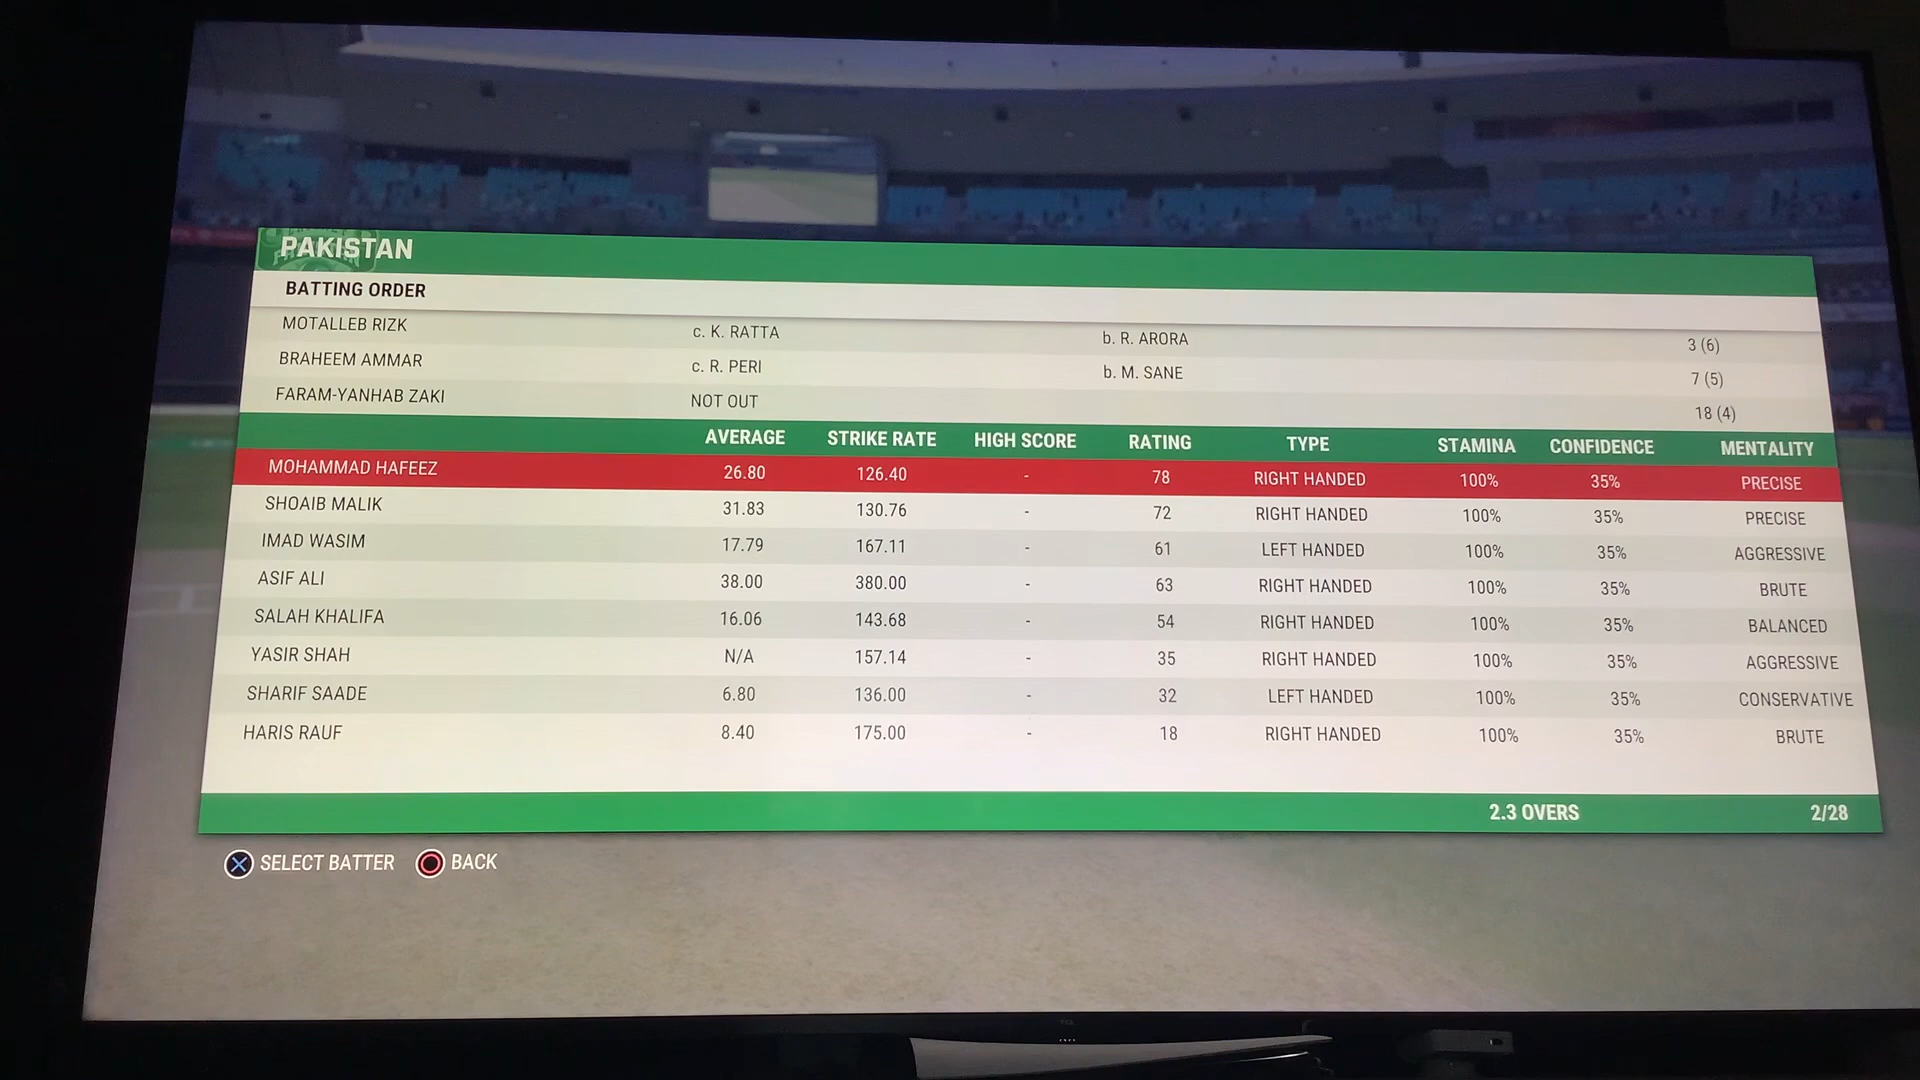 PAKISTAN
BATTING ORDER
MOTALLEB RIZK c. K. RATTA b. R. ARORA 3 (6)
BRAHEEM AMMAR c. R. PERI b. M. SANE 7 (5)
FARAM-YANHAB ZAKI NOT OUT 18 (4)
AVERAGE STRIKE RATE HIGH SCORE RATING TYPE STAMINA CONFIDENCE MENTALITY
MOHAMMAD HAFEEZ 26.80 126.40 - 78 RIGHT HANDED 100% 35% PRECISE
SHOAIB MALIK 31.83 130.76 - 72 RIGHT HANDED 100% 35% PRECISE
IMAD WASIM 17.79 167.11 - 61 LEFT HANDED 100% 35% AGGRESSIVE
ASIF ALI 38.00 380.00 - 63 RIGHT HANDED 100% 35% BRUTE
SALAH KHALIFA 16.06 143.68 - 54 RIGHT HANDED 100% 35% BALANCED
YASIR SHAH N/A 157.14 - 35 RIGHT HANDED 100% 35% AGGRESSIVE
SHARIF SAADE 6.80 136.00 - 32 LEFT HANDED 100% 35% CONSERVATIVE
HARIS RAUF 8.40 175.00 - 18 RIGHT HANDED 100% 35% BRUTE
2.3 OVERS 2/28
SELECT BATTER BACK
TCL